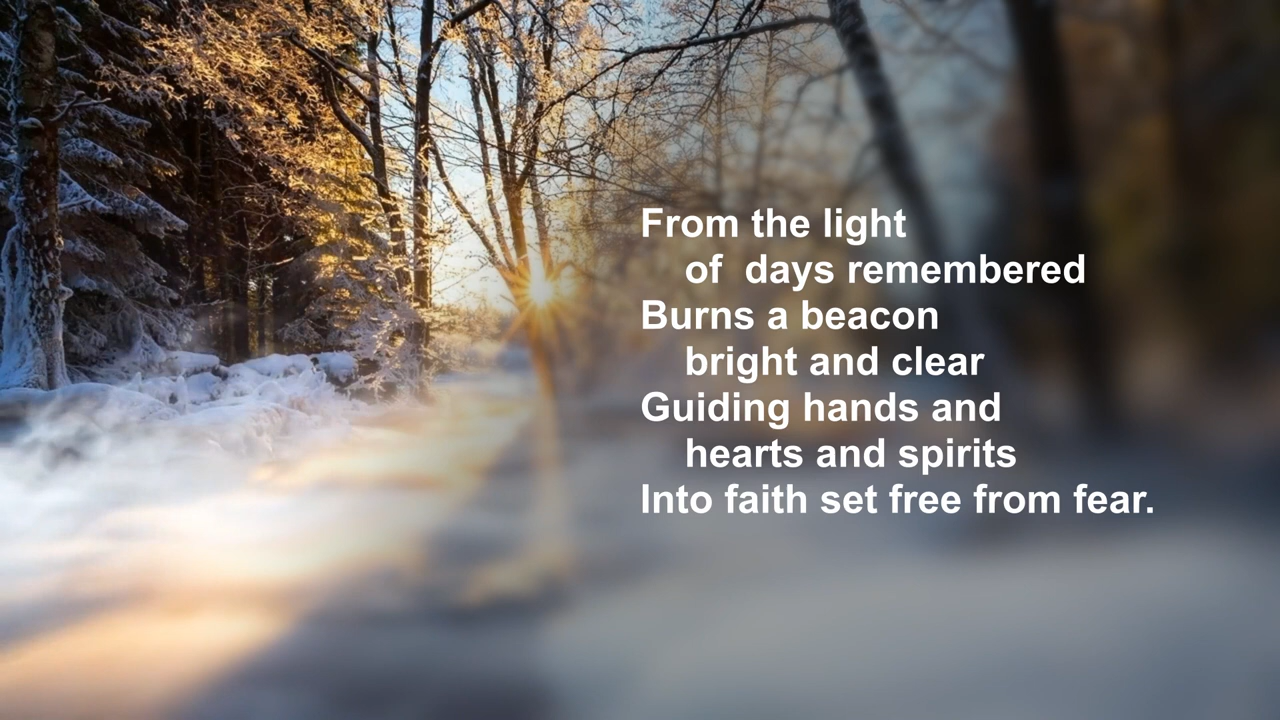 From the light
of  days remembered
Burns a beacon
bright and clear
Guiding hands and
hearts and spirits
Into faith set free from fear.